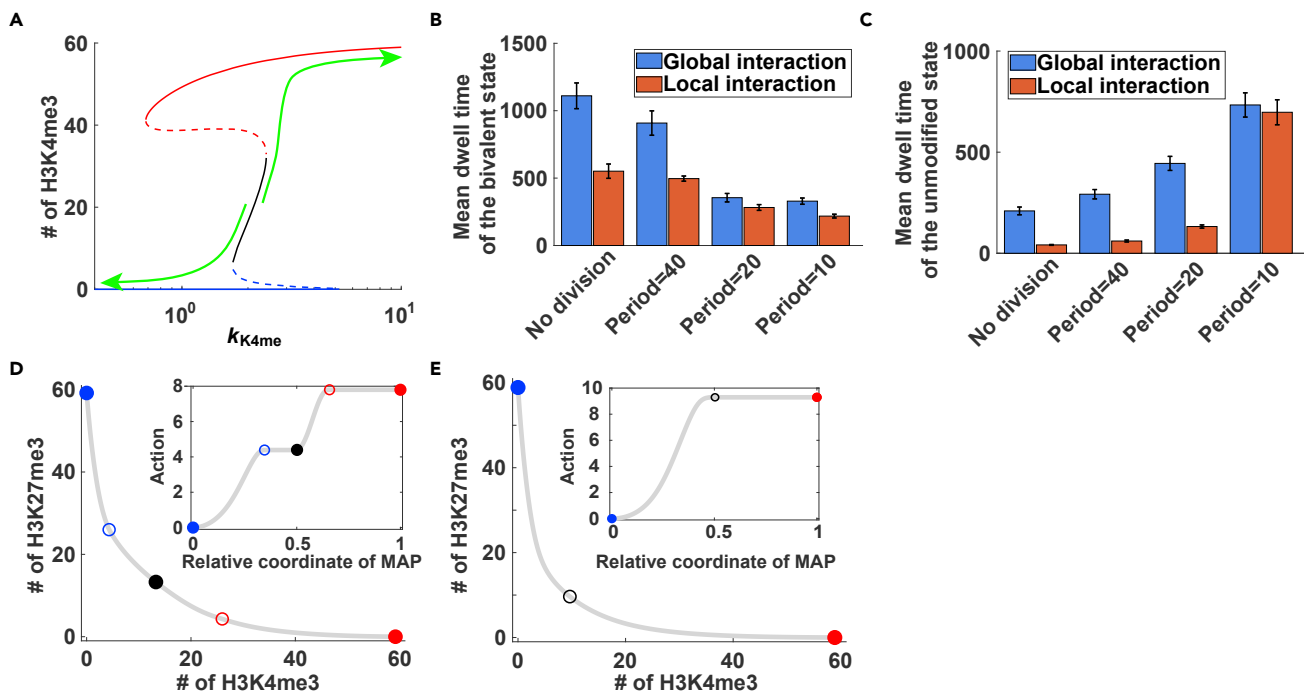 A
# of H3K4me3
60
40
20
0
10⁰
10¹
kK4me
B
Mean dwell time
of the bivalent state
1500
1000
500
0
Global interaction
Local interaction
No division
Period=40
Period=20
Period=10
C
Mean dwell time
of the unmodified state
1000
500
0
Global interaction
Local interaction
No division
Period=40
Period=20
Period=10
D
# of H3K27me3
60
40
20
0
0
20
40
60
# of H3K4me3
Action
8
6
4
2
0
0
0.5
1
Relative coordinate of MAP
E
# of H3K27me3
60
40
20
0
0
20
40
60
# of H3K4me3
Action
10
8
6
4
2
0
0
0.5
1
Relative coordinate of MAP